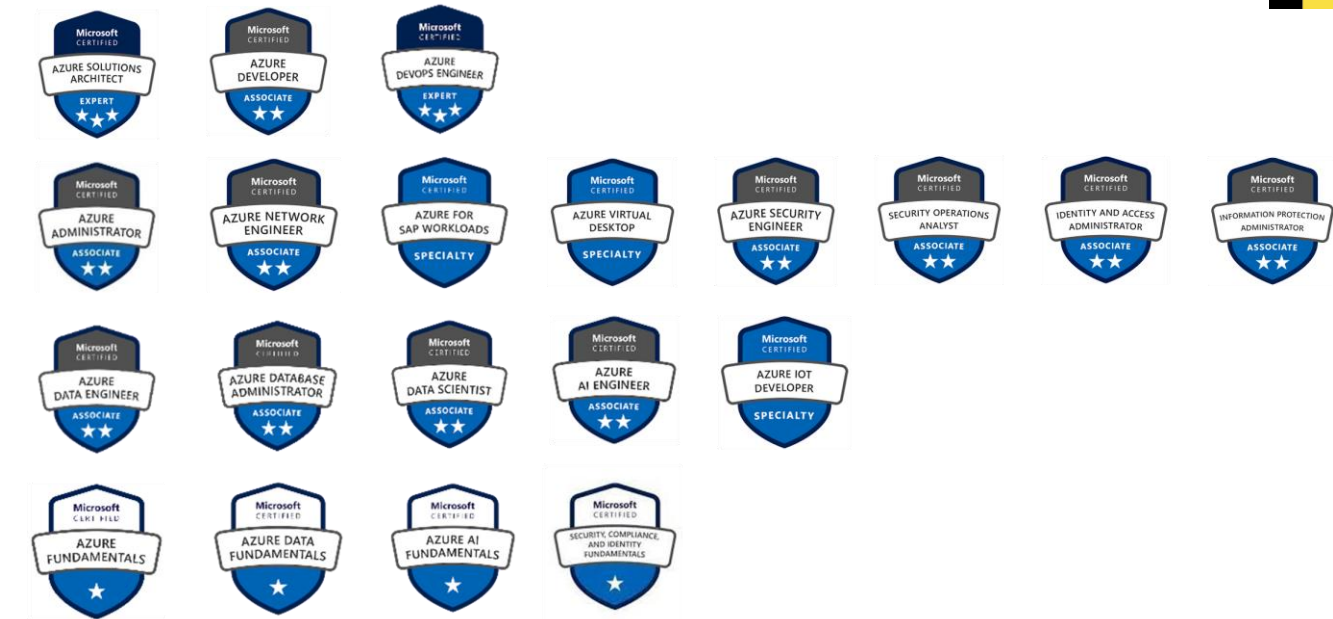 Microsoft
CERTIFIED
AZURE SOLUTIONS
ARCHITECT
EXPERT
Microsoft
CERTIFIED
AZURE
DEVELOPER
ASSOCIATE
Microsoft
CERTIFIED
AZURE
DEVOPS ENGINEER
EXPERT
Microsoft
CERTIFIED
AZURE
ADMINISTRATOR
ASSOCIATE
Microsoft
CERTIFIED
AZURE NETWORK
ENGINEER
ASSOCIATE
Microsoft
CERTIFIED
AZURE FOR
SAP WORKLOADS
SPECIALTY
Microsoft
CERTIFIED
AZURE VIRTUAL
DESKTOP
SPECIALTY
Microsoft
CERTIFIED
AZURE SECURITY
ENGINEER
ASSOCIATE
Microsoft
CERTIFIED
SECURITY OPERATIONS
ANALYST
ASSOCIATE
Microsoft
CERTIFIED
IDENTITY AND ACCESS
ADMINISTRATOR
ASSOCIATE
Microsoft
CERTIFIED
INFORMATION PROTECTION
ADMINISTRATOR
ASSOCIATE
Microsoft
CERTIFIED
AZURE
DATA ENGINEER
ASSOCIATE
Microsoft
CERTIFIED
AZURE DATABASE
ADMINISTRATOR
ASSOCIATE
Microsoft
CERTIFIED
AZURE
DATA SCIENTIST
ASSOCIATE
Microsoft
CERTIFIED
AZURE
AI ENGINEER
ASSOCIATE
Microsoft
CERTIFIED
AZURE IOT
DEVELOPER
SPECIALTY
Microsoft
CERTIFIED
AZURE
FUNDAMENTALS
Microsoft
CERTIFIED
AZURE DATA
FUNDAMENTALS
Microsoft
CERTIFIED
AZURE AI
FUNDAMENTALS
Microsoft
CERTIFIED
SECURITY, COMPLIANCE,
AND IDENTITY
FUNDAMENTALS